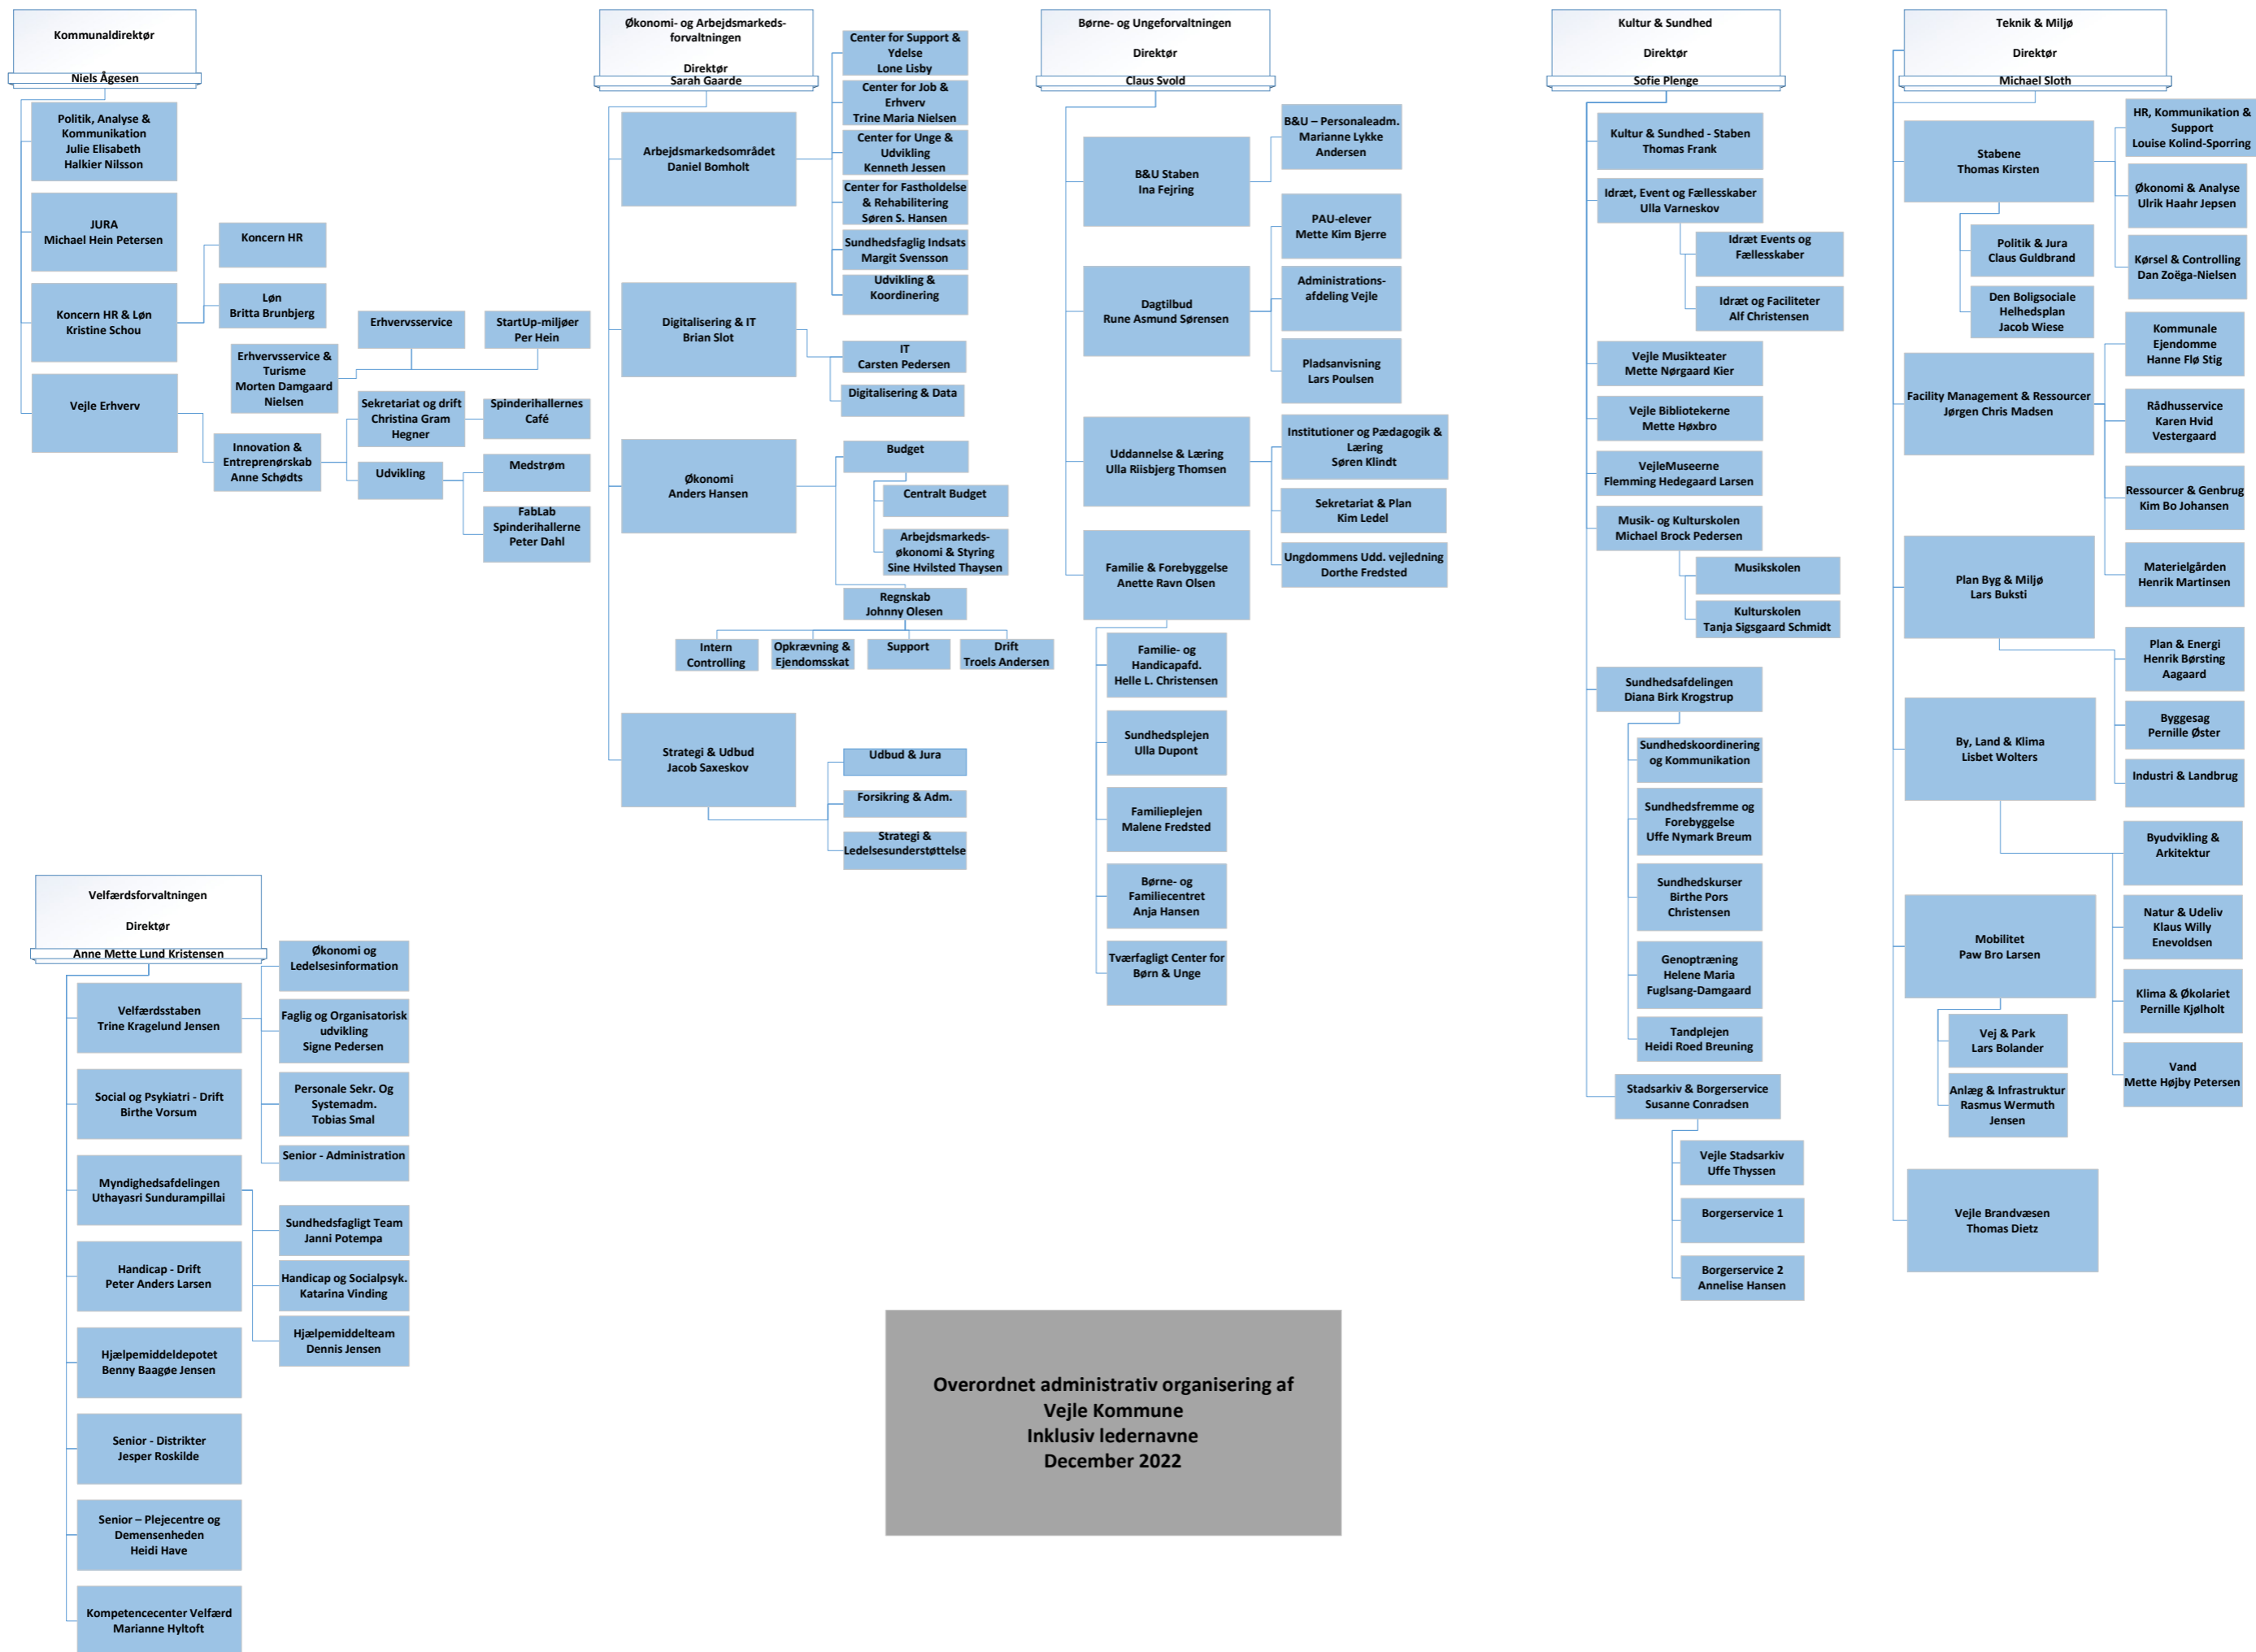 Kommunaldirektør
Niels Ågesen
Politik, Analyse &
Kommunikation
Julie Elisabeth
Halkier Nilsson
JURA
Michael Hein Petersen
Koncern HR & Løn
Kristine Schou
Koncern HR
Løn
Britta Brunbjerg
Vejle Erhverv
Erhvervsservice &
Turisme
Morten Damgaard
Nielsen
Erhvervsservice
StartUp-miljøer
Per Hein
Innovation &
Entreprenørskab
Anne Schødts
Sekretariat og drift
Christina Gram
Hegner
Spinderihallernes
Café
Udvikling
Medstrøm
FabLab
Spinderihallerne
Peter Dahl
Økonomi- og Arbejdsmarkeds-
forvaltningen
Direktør
Sarah Gaarde
Arbejdsmarkedsområdet
Daniel Bomholt
Center for Support &
Ydelse
Lone Lisby
Center for Job &
Erhverv
Trine Maria Nielsen
Center for Unge &
Udvikling
Kenneth Jessen
Center for Fastholdelse
& Rehabilitering
Søren S. Hansen
Sundhedsfaglig Indsats
Margit Svensson
Udvikling &
Koordinering
Digitalisering & IT
Brian Slot
IT
Carsten Pedersen
Digitalisering & Data
Økonomi
Anders Hansen
Budget
Centralt Budget
Arbejdsmarkeds-
økonomi & Styring
Sine Hvilsted Thaysen
Regnskab
Johnny Olesen
Intern
Controlling
Opkrævning &
Ejendomsskat
Support
Drift
Troels Andersen
Strategi & Udbud
Jacob Saxeskov
Udbud & Jura
Forsikring & Adm.
Strategi &
Ledelsesunderstøttelse
Børne- og Ungeforvaltningen
Direktør
Claus Svold
B&U Staben
Ina Fejring
B&U – Personaleadm.
Marianne Lykke
Andersen
Dagtilbud
Rune Asmund Sørensen
PAU-elever
Mette Kim Bjerre
Administrations-
afdeling Vejle
Pladsanvisning
Lars Poulsen
Uddannelse & Læring
Ulla Riisbjerg Thomsen
Institutioner og Pædagogik &
Læring
Søren Klindt
Sekretariat & Plan
Kim Ledel
Ungdommens Udd. vejledning
Dorthe Fredsted
Familie & Forebyggelse
Anette Ravn Olsen
Familie- og
Handicapafd.
Helle L. Christensen
Sundhedsplejen
Ulla Dupont
Familieplejen
Malene Fredsted
Børne- og
Familiecentret
Anja Hansen
Tværfagligt Center for
Børn & Unge
Kultur & Sundhed
Direktør
Sofie Plenge
Kultur & Sundhed - Staben
Thomas Frank
Idræt, Event og Fællesskaber
Ulla Varneskov
Idræt Events og
Fællesskaber
Idræt og Faciliteter
Alf Christensen
Vejle Musikteater
Mette Nørgaard Kier
Vejle Bibliotekerne
Mette Høxbro
VejleMuseerne
Flemming Hedegaard Larsen
Musik- og Kulturskolen
Michael Brock Pedersen
Musikskolen
Kulturskolen
Tanja Sigsgaard Schmidt
Sundhedsafdelingen
Diana Birk Krogstrup
Sundhedskoordinering
og Kommunikation
Sundhedsfremme og
Forebyggelse
Uffe Nymark Breum
Sundhedskurser
Birthe Pors
Christensen
Genoptræning
Helene Maria
Fuglsang-Damgaard
Tandplejen
Heidi Roed Breuning
Stadsarkiv & Borgerservice
Susanne Conradsen
Vejle Stadsarkiv
Uffe Thyssen
Borgerservice 1
Borgerservice 2
Annelise Hansen
Teknik & Miljø
Direktør
Michael Sloth
Stabene
Thomas Kirsten
HR, Kommunikation &
Support
Louise Kolind-Sporring
Økonomi & Analyse
Ulrik Haahr Jepsen
Kørsel & Controlling
Dan Zoëga-Nielsen
Politik & Jura
Claus Guldbrand
Den Boligsociale
Helhedsplan
Jacob Wiese
Facility Management & Ressourcer
Jørgen Chris Madsen
Kommunale
Ejendomme
Hanne Flø Stig
Rådhusservice
Karen Hvid
Vestergaard
Ressourcer & Genbrug
Kim Bo Johansen
Materielgården
Henrik Martinsen
Plan Byg & Miljø
Lars Buksti
Plan & Energi
Henrik Børsting
Aagaard
Byggesag
Pernille Øster
Industri & Landbrug
By, Land & Klima
Lisbet Wolters
Byudvikling &
Arkitektur
Natur & Udeliv
Klaus Willy
Enevoldsen
Klima & Økolariet
Pernille Kjølholt
Vand
Mette Højby Petersen
Mobilitet
Paw Bro Larsen
Vej & Park
Lars Bolander
Anlæg & Infrastruktur
Rasmus Wermuth
Jensen
Vejle Brandvæsen
Thomas Dietz
Velfærdsforvaltningen
Direktør
Anne Mette Lund Kristensen
Velfærdsstaben
Trine Kragelund Jensen
Økonomi og
Ledelsesinformation
Faglig og Organisatorisk
udvikling
Signe Pedersen
Personale Sekr. Og
Systemadm.
Tobias Smal
Senior - Administration
Social og Psykiatri - Drift
Birthe Vorsum
Myndighedsafdelingen
Uthayasri Sundurampillai
Sundhedsfagligt Team
Janni Potempa
Handicap og Socialpsyk.
Katarina Vinding
Hjælpemiddelteam
Dennis Jensen
Handicap - Drift
Peter Anders Larsen
Hjælpemiddeldepotet
Benny Baagøe Jensen
Senior - Distrikter
Jesper Roskilde
Senior – Plejecentre og
Demensenheden
Heidi Have
Kompetencecenter Velfærd
Marianne Hyltoft
Overordnet administrativ organisering af
Vejle Kommune
Inklusiv ledernavne
December 2022